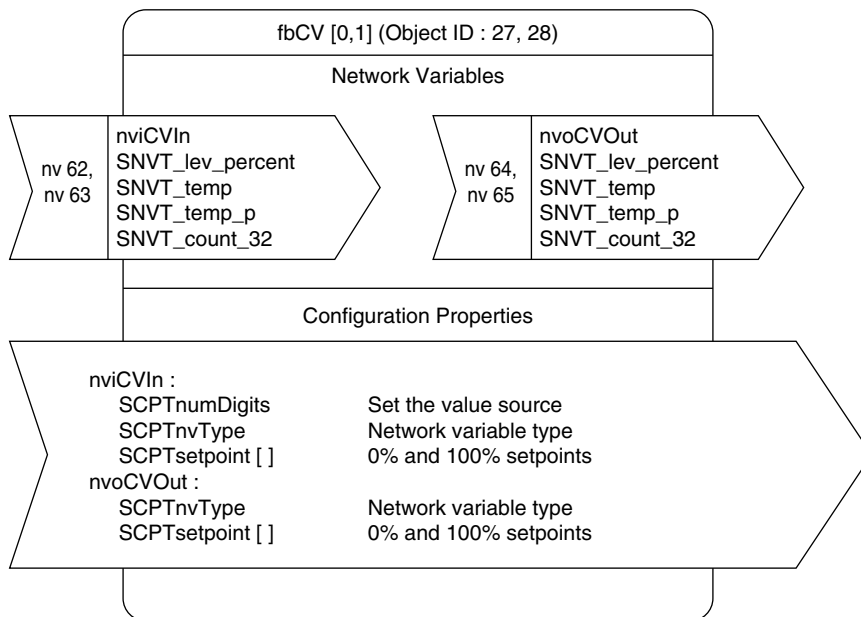 fbCV [0,1] (Object ID : 27, 28)
Network Variables
nv 62,
nv 63
nviCVIn
SNVT_lev_percent
SNVT_temp
SNVT_temp_p
SNVT_count_32
nv 64,
nv 65
nvoCVOut
SNVT_lev_percent
SNVT_temp
SNVT_temp_p
SNVT_count_32
Configuration Properties
nviCVIn :
SCPTnumDigits Set the value source
SCPTnvType Network variable type
SCPTsetpoint [ ] 0% and 100% setpoints
nvoCVOut :
SCPTnvType Network variable type
SCPTsetpoint [ ] 0% and 100% setpoints